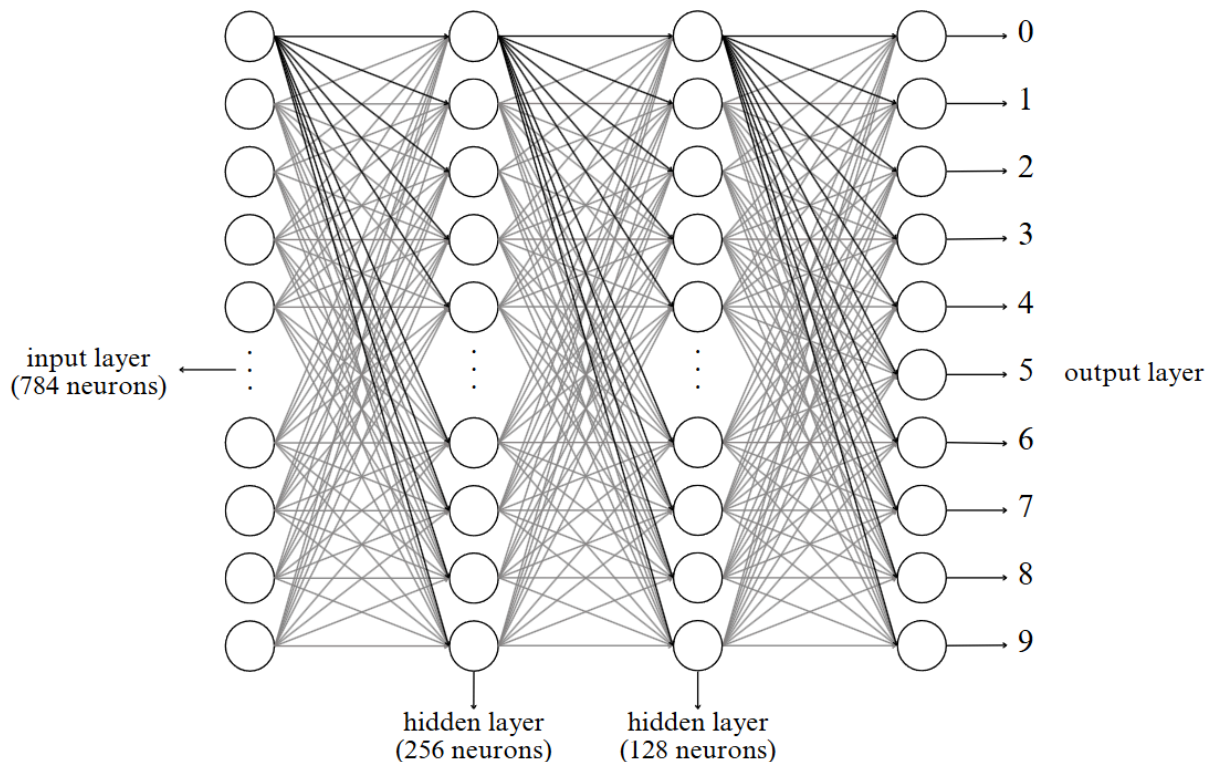 0
1
2
3
4
5
6
7
8
9
input layer
(784 neurons)
output layer
hidden layer
(256 neurons)
hidden layer
(128 neurons)